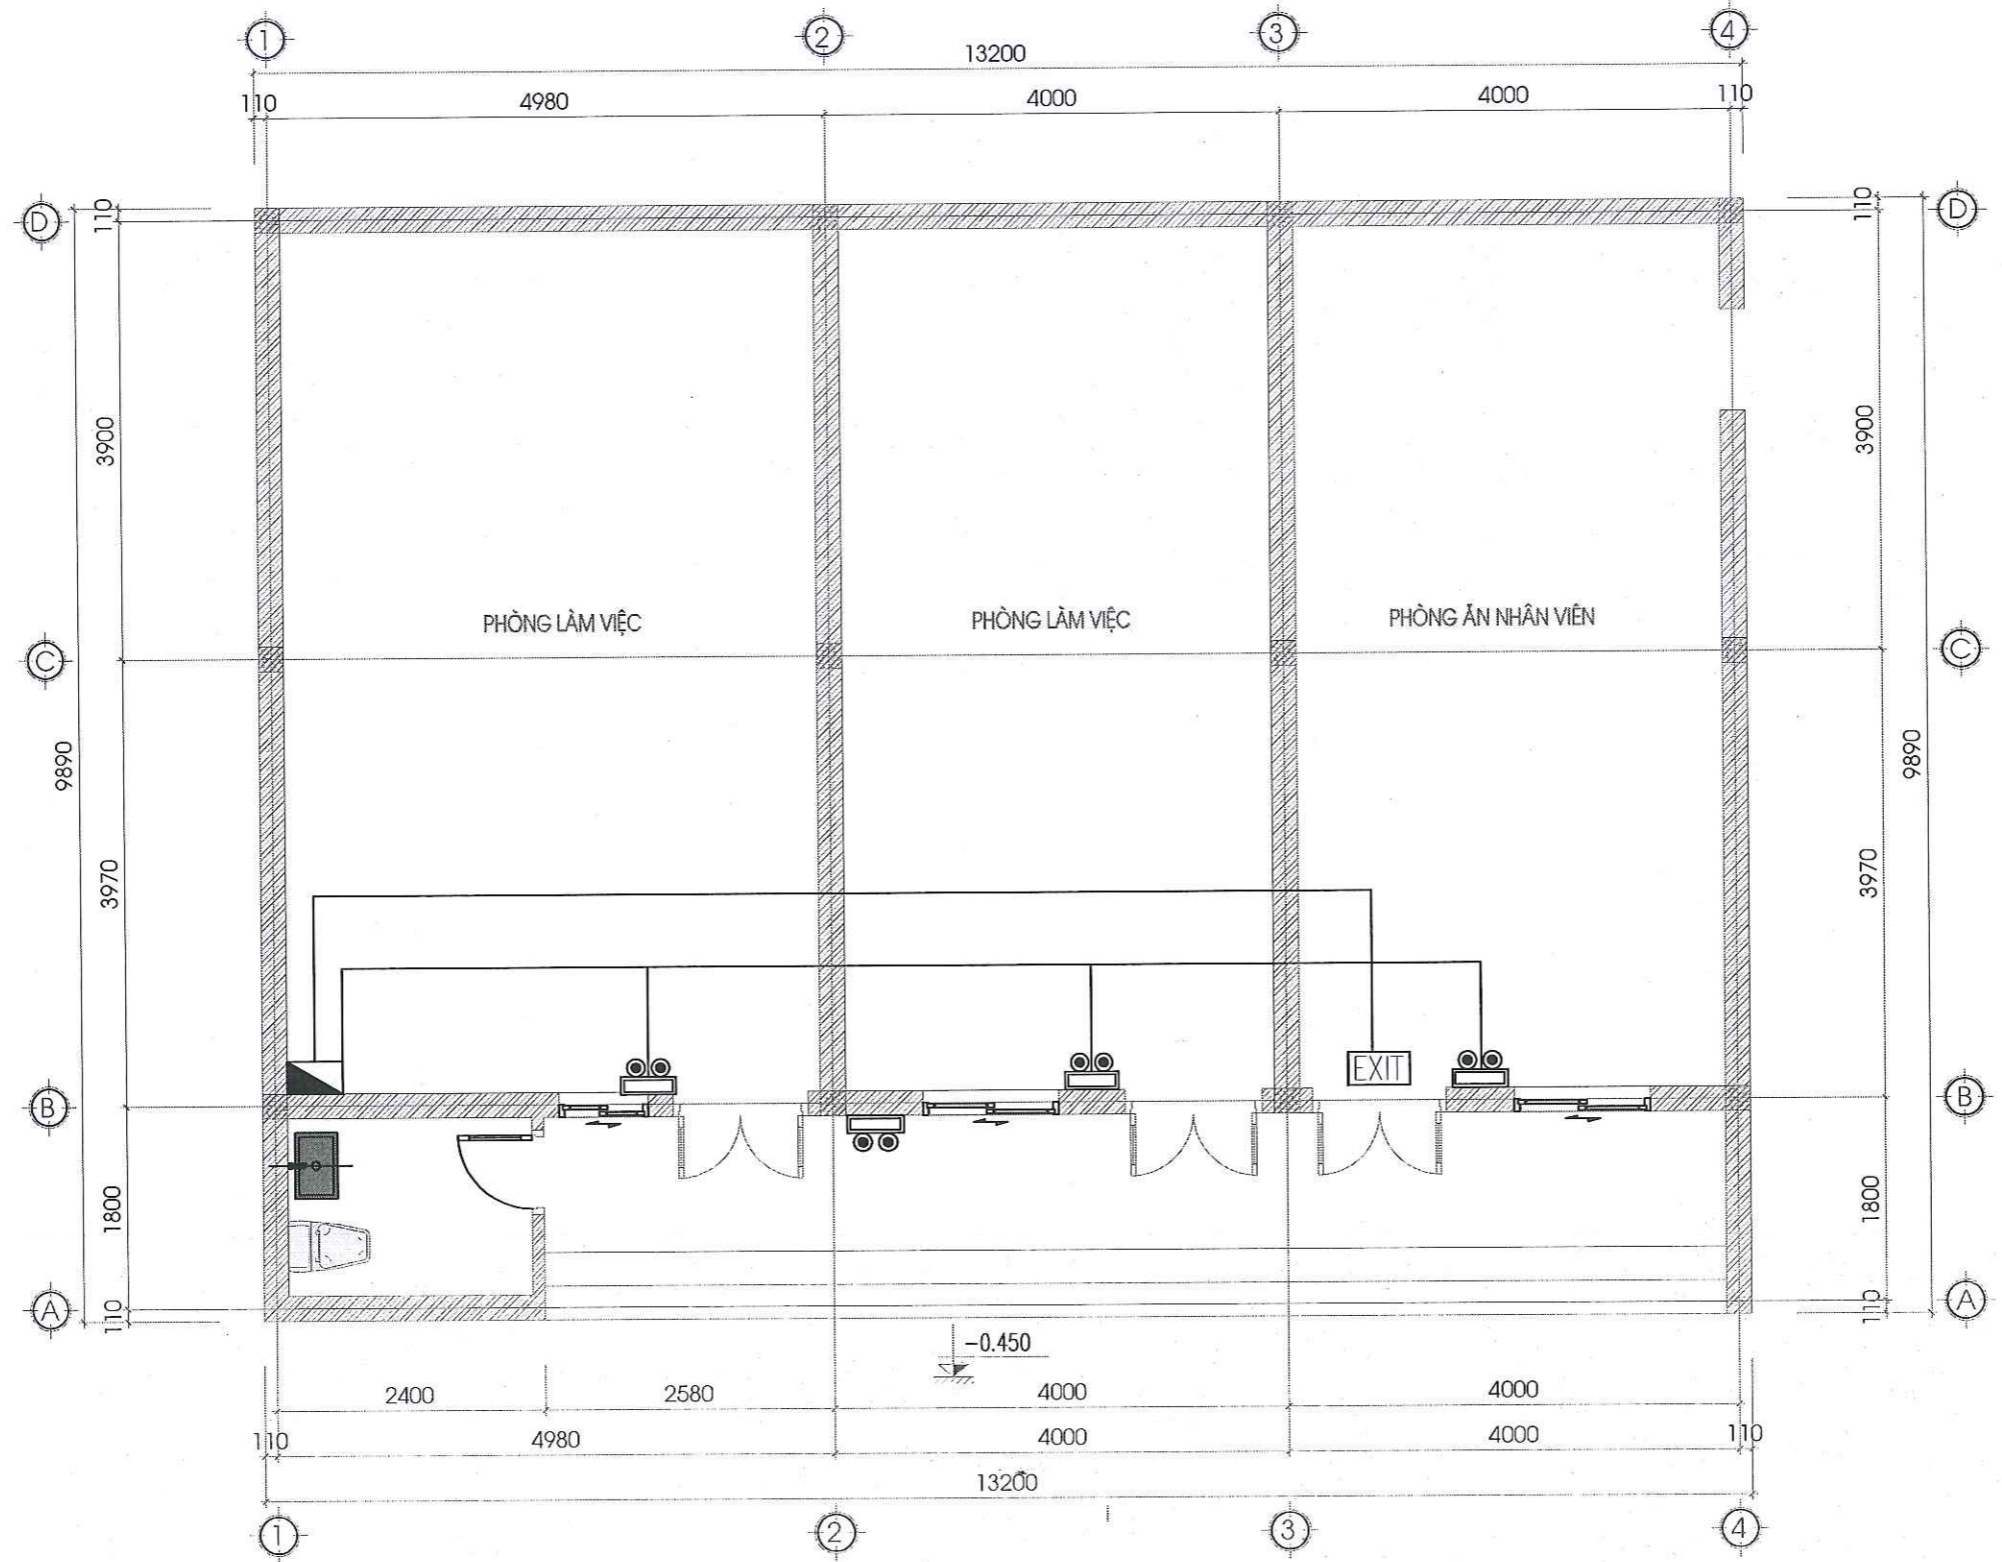 1 2 3 4
13200
110 4980 4000 4000 110
D 110 110 D
3900 3900
PHÒNG LÀM VIỆC PHÒNG LÀM VIỆC PHÒNG ĂN NHÂN VIÊN
C C
9890 9890
3970 3970
EXIT
B B
1800 1800
A 110 110 A
-0.450
2400 2580 4000 4000
110 4980 4000 4000 110
13200
1 2 3 4